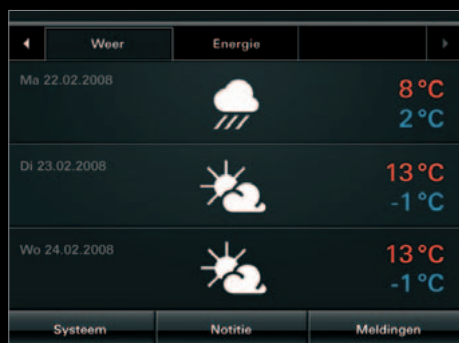 Weer Energie
Ma 22.02.2008
8 °C
2 °C
Di 23.02.2008
13 °C
-1 °C
Wo 24.02.2008
13 °C
-1 °C
Systeem Notitie Meldingen